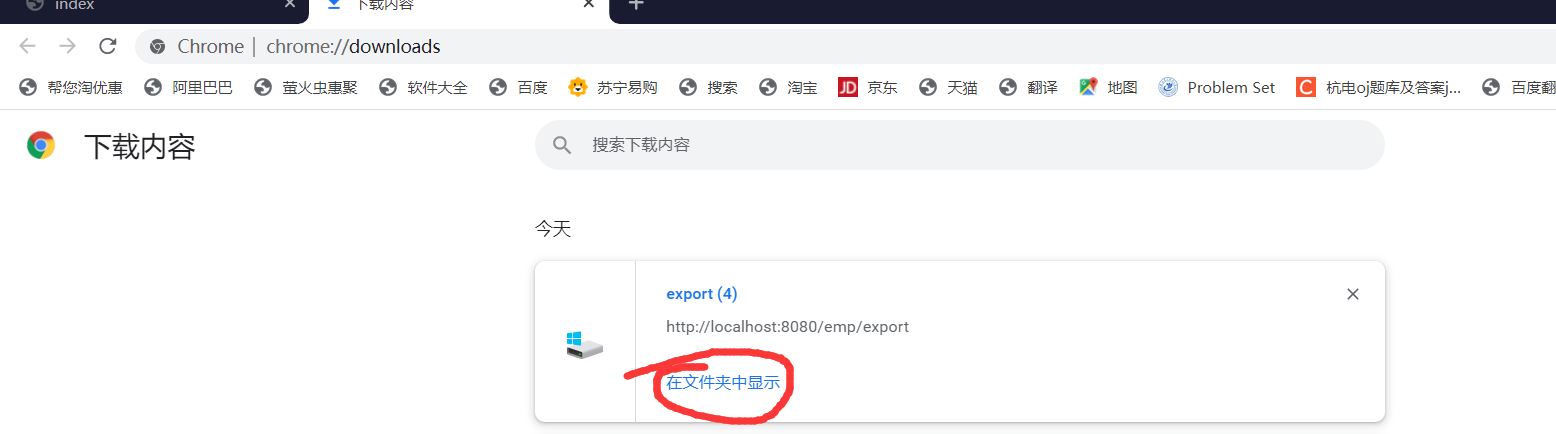 index
下载内容
Chrome | chrome://downloads
帮您淘优惠 阿里巴巴 萤火虫惠聚 软件大全 百度 苏宁易购 搜索 淘宝 JD 京东 天猫 翻译 地图 Problem Set C 杭电oj题库及答案j... 百度翻
下载内容
搜索下载内容
今天
export (4)
http://localhost:8080/emp/export
在文件夹中显示